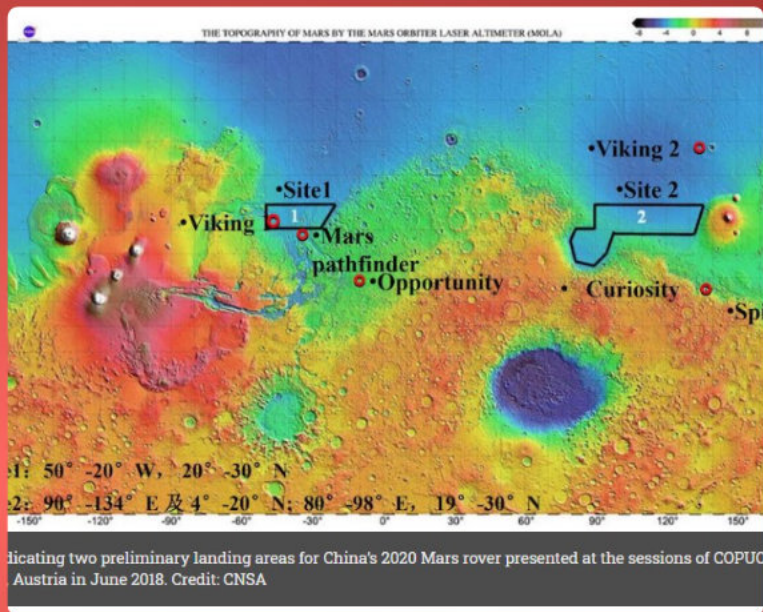 THE TOPOGRAPHY OF MARS BY THE MARS ORBITER LASER ALTIMETER (MOLA)
-8 -4 0 4 8
•Viking 2
•Site1
•Site 2
1
2
•Viking 1
•Mars
pathfinder
•Opportunity
• Curiosity
•Spi
e1: 50° -20° W, 20° -30° N
e2: 90° -134° E 及 4° -20° N; 80° -98° E, 19° -30° N
-150° -120° -90° -60° -30° 0° 30° 60° 90° 120° 150°
dicating two preliminary landing areas for China's 2020 Mars rover presented at the sessions of COPUO
, Austria in June 2018. Credit: CNSA